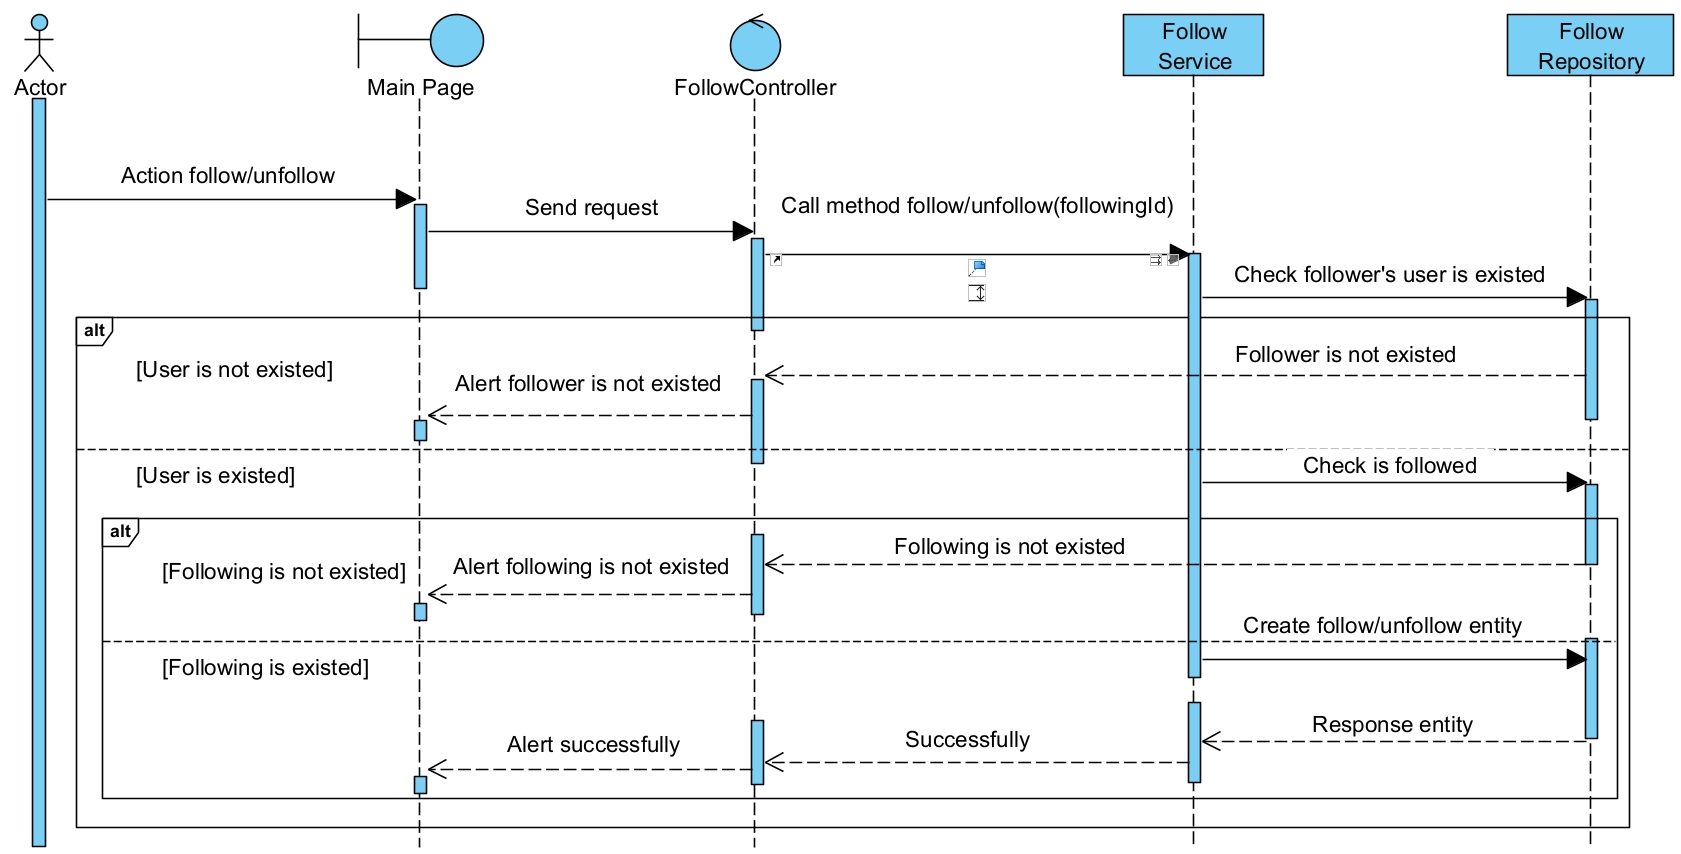 Actor
Main Page
FollowController
Follow
Service
Follow
Repository
Action follow/unfollow
Send request
Call method follow/unfollow(followingId)
Check follower's user is existed
alt
[User is not existed]
Follower is not existed
Alert follower is not existed
[User is existed]
Check is followed
alt
[Following is not existed]
Following is not existed
Alert following is not existed
Create follow/unfollow entity
[Following is existed]
Response entity
Successfully
Alert successfully